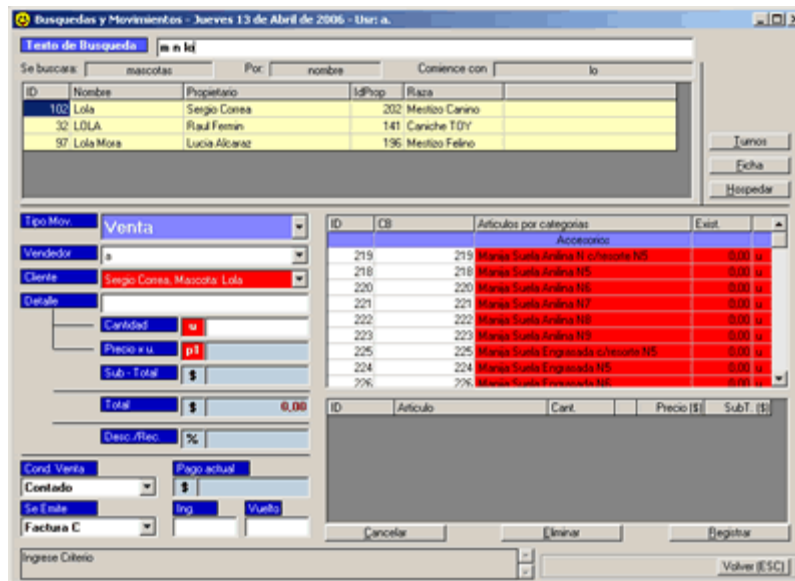 Busquedas y Movimientos - Jueves 13 de Abril de 2006 - Usr: a.
Texto de Busqueda m n lo
Se buscara: mascotas Por: nombre Comience con lo
ID Nombre Propietario IdProp Raza
102 Lola Sergio Correa 202 Mestizo Canino
32 LOLA Raul Fermin 141 Caniche TOY
97 Lola Mora Lucia Alcaraz 196 Mestizo Felino
Turnos
Ficha
Hospedar
Tipo Mov. Venta
Vendedor a
Cliente Sergio Correa, Mascota: Lola
Detalle
Cantidad u
Precio x u. p1
Sub - Total $
Total $ 0,00
Desc./Rec. %
Cond. Venta Pago actual
Contado $
Se Emite Ing. Vuelto
Factura C
ID CB Articulos por categorias Exist.
Accesorios
219 219 Manija Suela Anilina N c/resorte N5 0,00 u
218 218 Manija Suela Anilina N5 0,00 u
220 220 Manija Suela Anilina N6 0,00 u
221 221 Manija Suela Anilina N7 0,00 u
222 222 Manija Suela Anilina N8 0,00 u
223 223 Manija Suela Anilina N9 0,00 u
225 225 Manija Suela Engrasada c/resorte N5 0,00 u
224 224 Manija Suela Engrasada N5 0,00 u
226 226 Manija Suela Engrasada N6 0,00 u
ID Articulo Cant. Precio ($) SubT. ($)
Cancelar Eliminar Registrar
Ingrese Criterio
Volver (ESC)